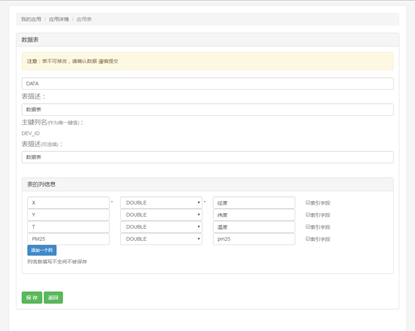 我的应用 / 应用详情 / 应用表
数据表
注意：表不可修改，请确认数据 谨慎提交
DATA
表描述：
数据表
主键列名(作为唯一键值)：
DEV_ID
表描述(可选填)：
数据表
表的列信息
X * DOUBLE * 经度 索引字段
Y DOUBLE 纬度 索引字段
T DOUBLE 温度 索引字段
PM25 DOUBLE pm25 索引字段
添加一个列
列信息填写不全则不被保存
保 存 返回